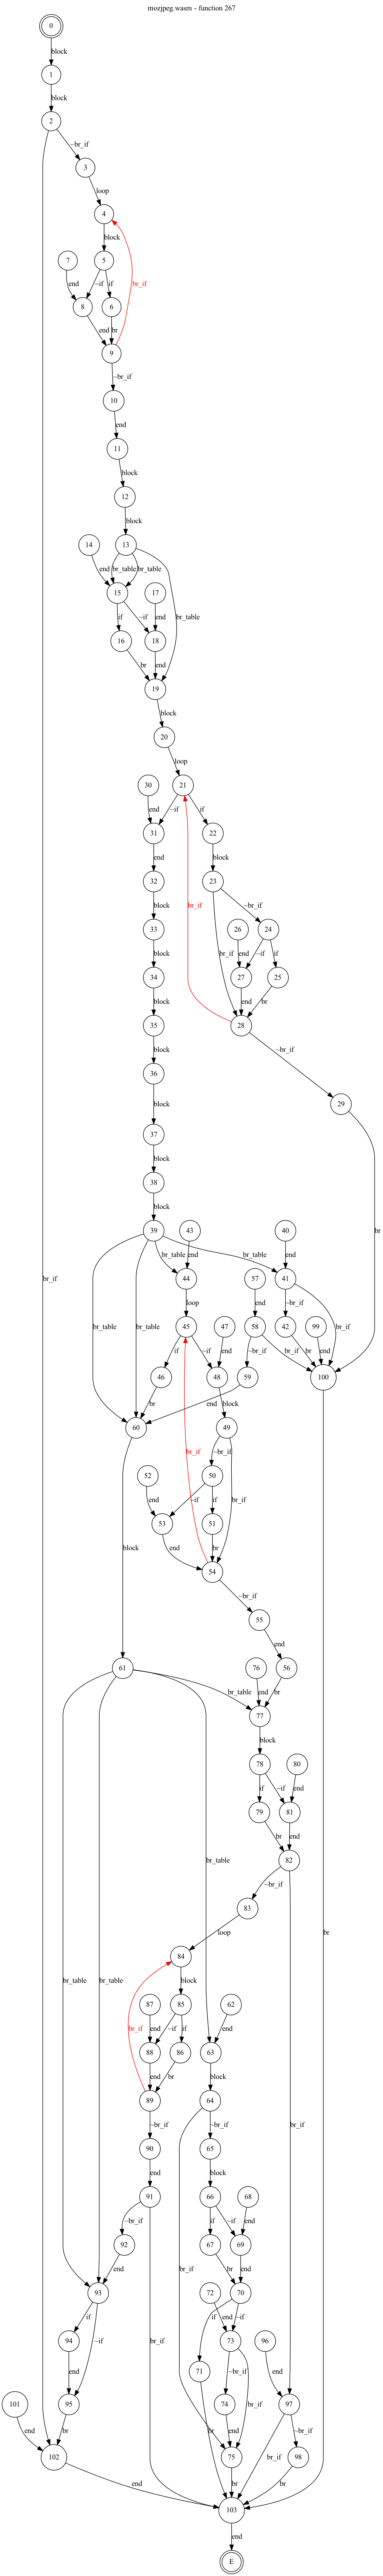 mozjpeg.wasm - function 267
0
block
1
block
2
~br_if
3
loop
4
block
7 5
end ~if if br_if
8 6
end br
9
~br_if
10
end
11
block
12
block
14 13
end br_table br_table
15 17 br_table
if ~if end
16 18
br end
19
block
20
loop
30 21
end ~if if
31 22
end block
32 23
block br_if ~br_if
33 26 24
block br_if end ~if if
34 27 25
block end br
35 28
block ~br_if
36 29
block br
37
block
38
block
39 43 40
br_table end br_table end
44 57 41
br_if br_table br_table loop end ~br_if br_if
45 47 58 42 99
if ~if end ~br_if br_if br end
46 48 59 100
br block end
60 49
br_if ~br_if
52 50 br_if
end ~if if
53 51
end br
54
block ~br_if
55
end
61 76 56
br_table end br
77
block
78 80
if ~if end
79 81
br end
br_table 82 br
~br_if
83
loop
84
br_table br_table block
87 85 62
br_if end ~if if end br_if
88 86 63
end br block
89 64
~br_if ~br_if
90 65
end block
91 66 68
~br_if if ~if end
92 67 69
end br end
93 br_if br_if 72 70
if ~if if end ~if
94 73 96
end ~br_if end
101 95 71 74 br_if 97
end br br end br_if ~br_if
102 75 98
end br br
103
end
E